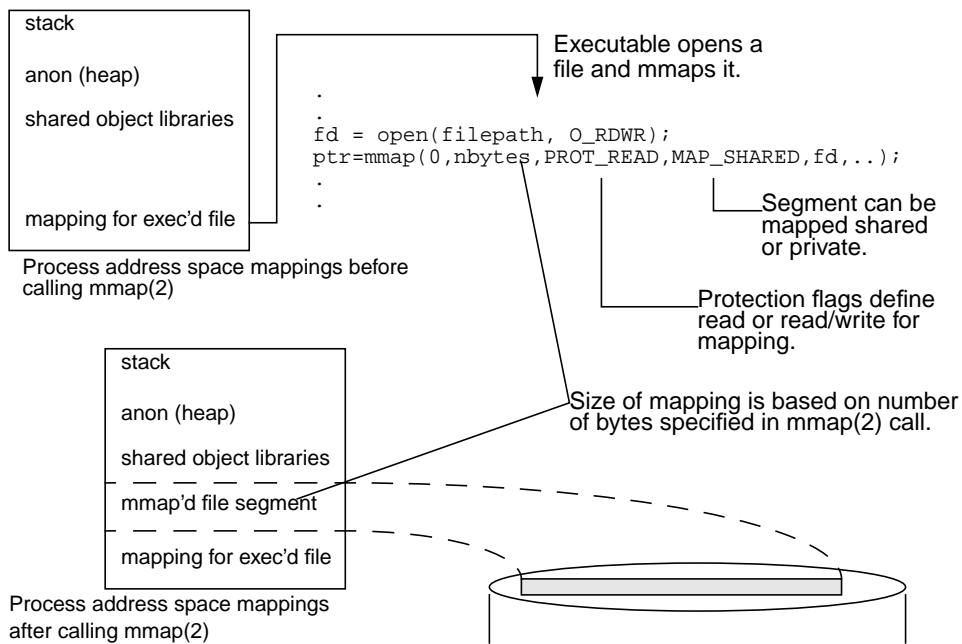 stack
anon (heap)
shared object libraries
mapping for exec'd file
Process address space mappings before
calling mmap(2)
Executable opens a
file and mmaps it.
.
.
fd = open(filepath, O_RDWR);
ptr=mmap(0,nbytes,PROT_READ,MAP_SHARED,fd,..);
.
.
Segment can be
mapped shared
or private.
Protection flags define
read or read/write for
mapping.
Size of mapping is based on number
of bytes specified in mmap(2) call.
stack
anon (heap)
shared object libraries
mmap'd file segment
mapping for exec'd file
Process address space mappings
after calling mmap(2)